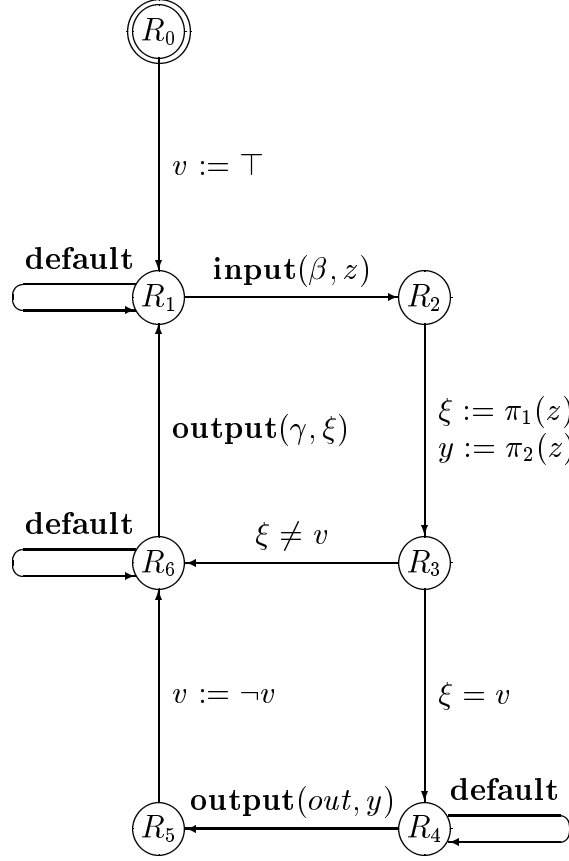 R₀
v := ⊤
default
input(β, z)
R₁
R₂
ξ := π₁(z)
y := π₂(z)
output(γ, ξ)
default
ξ ≠ v
R₆
R₃
v := ¬v
ξ = v
output(out, y)
default
R₅
R₄